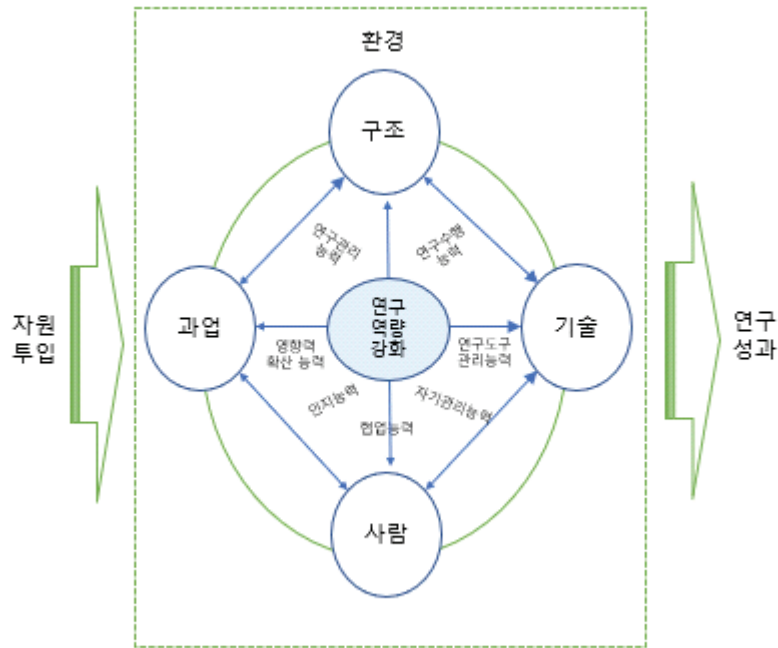 환경
구조
연구관리
능력
연구수행
능력
자원
투입
과업
연구
역량
강화
기술
연구
성과
영향력
확산 능력
연구도구
관리능력
인지능력
협업능력
자기관리능력
사람